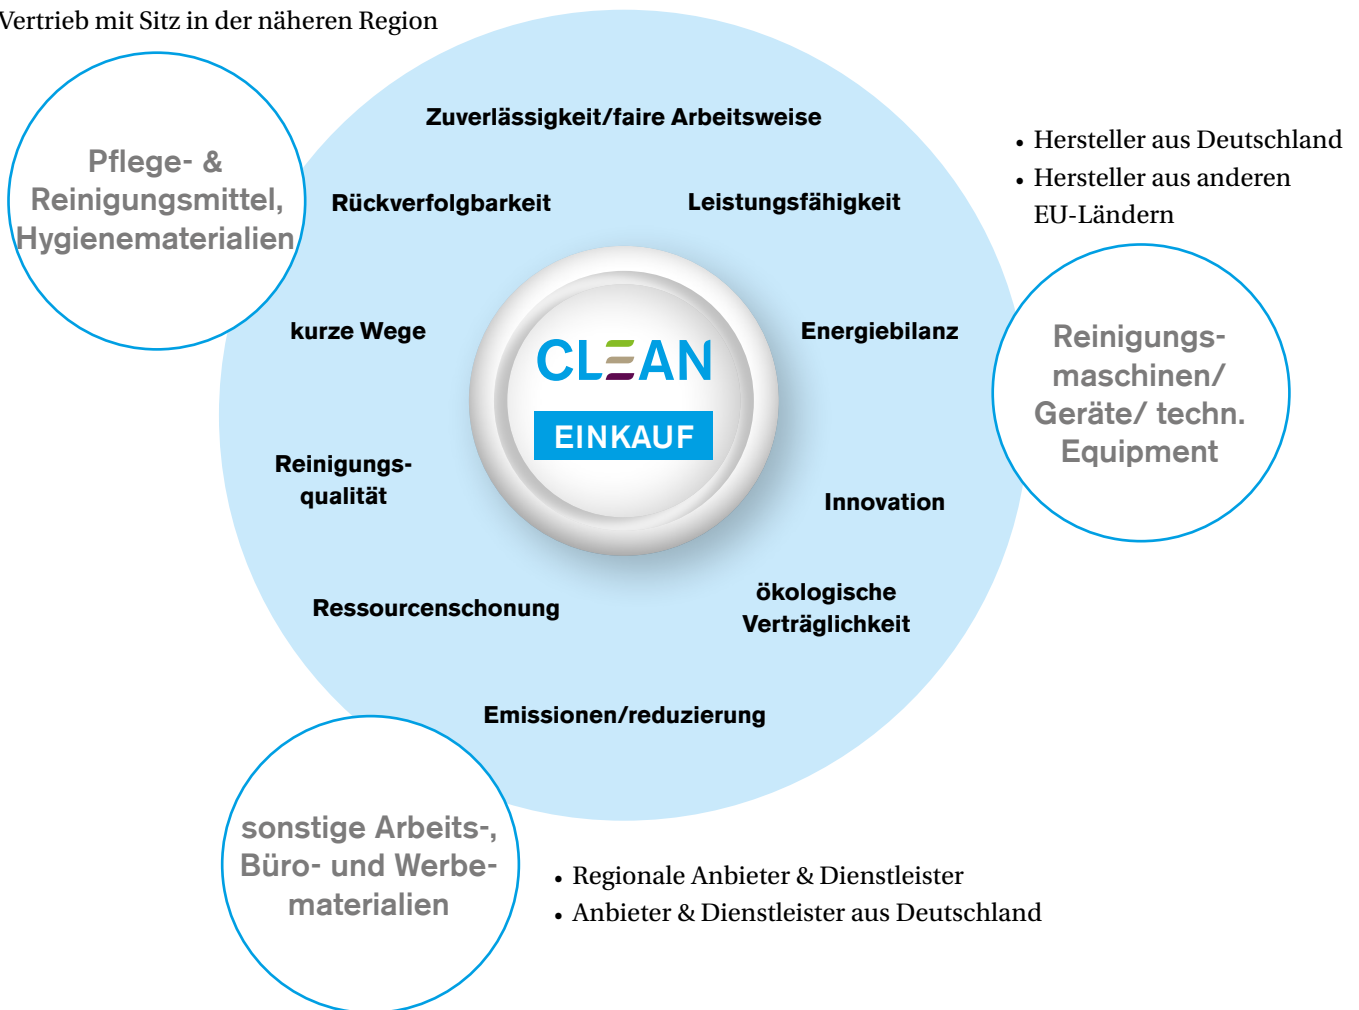 Vertrieb mit Sitz in der näheren Region
Pflege- &
Reinigungsmittel,
Hygienematerialien
Zuverlässigkeit/faire Arbeitsweise
Rückverfolgbarkeit
Leistungsfähigkeit
• Hersteller aus Deutschland
• Hersteller aus anderen
EU-Ländern
kurze Wege
Energiebilanz
CLEAN
EINKAUF
Reinigungs-
maschinen/
Geräte/ techn.
Equipment
Reinigungs-
qualität
Innovation
Ressourcenschonung
ökologische
Verträglichkeit
Emissionen/reduzierung
sonstige Arbeits-,
Büro- und Werbe-
materialien
• Regionale Anbieter & Dienstleister
• Anbieter & Dienstleister aus Deutschland